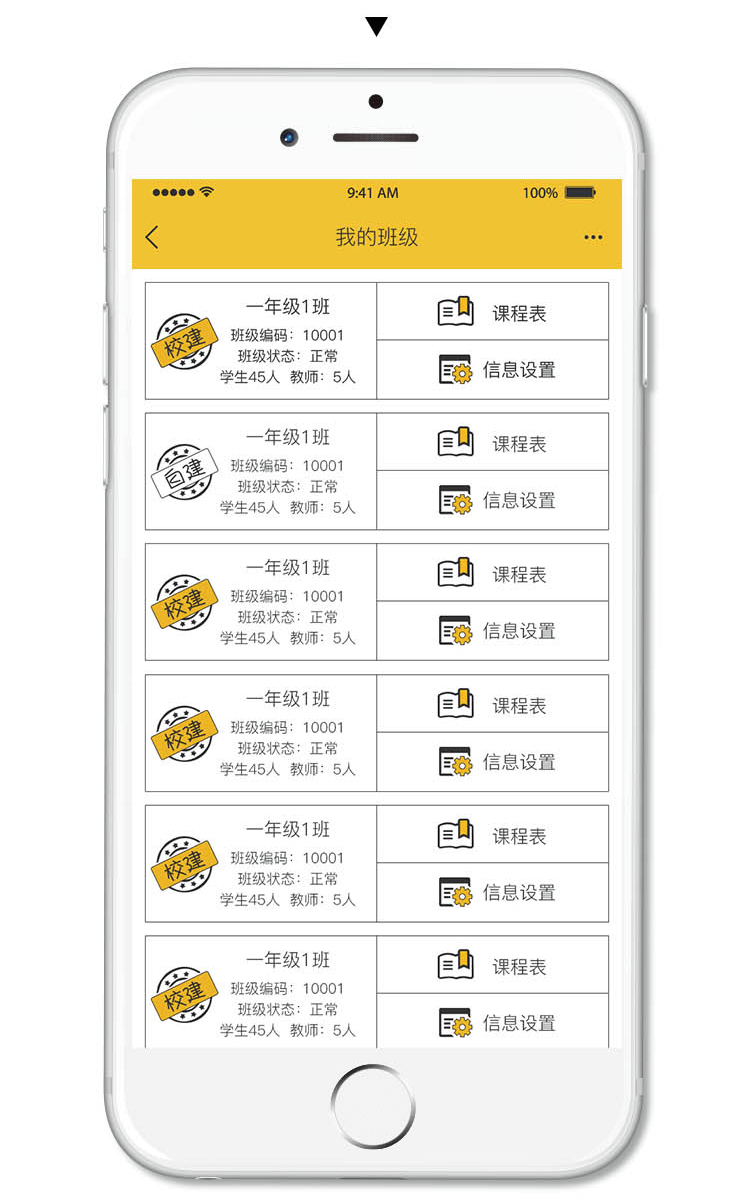 9:41 AM 100%
我的班级
一年级1班
校建
班级编码：10001
班级状态：正常
学生45人 教师：5人
课程表
信息设置
一年级1班
自建
班级编码：10001
班级状态：正常
学生45人 教师：5人
课程表
信息设置
一年级1班
校建
班级编码：10001
班级状态：正常
学生45人 教师：5人
课程表
信息设置
一年级1班
校建
班级编码：10001
班级状态：正常
学生45人 教师：5人
课程表
信息设置
一年级1班
校建
班级编码：10001
班级状态：正常
学生45人 教师：5人
课程表
信息设置
一年级1班
校建
班级编码：10001
班级状态：正常
学生45人 教师：5人
课程表
信息设置